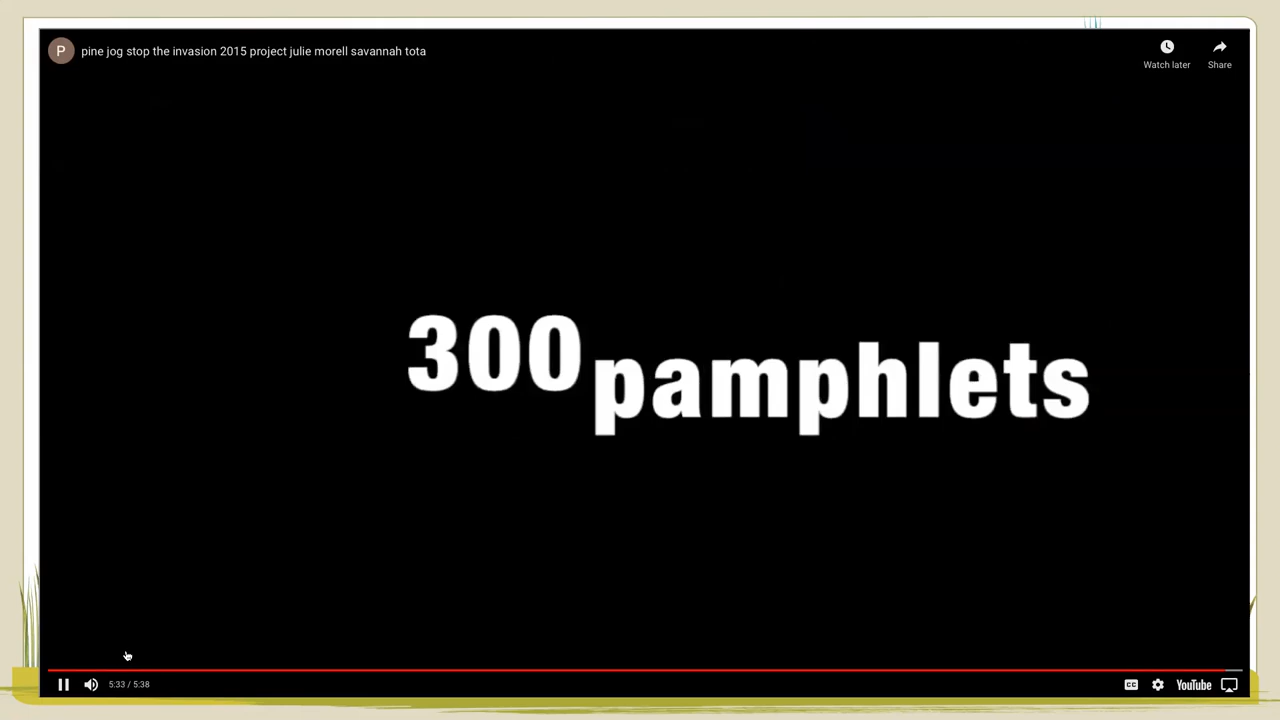 P
pine jog stop the invasion 2015 project julie morell savannah tota
Watch later
Share
300 pamphlets
5:33 / 5:38
CC
YouTube